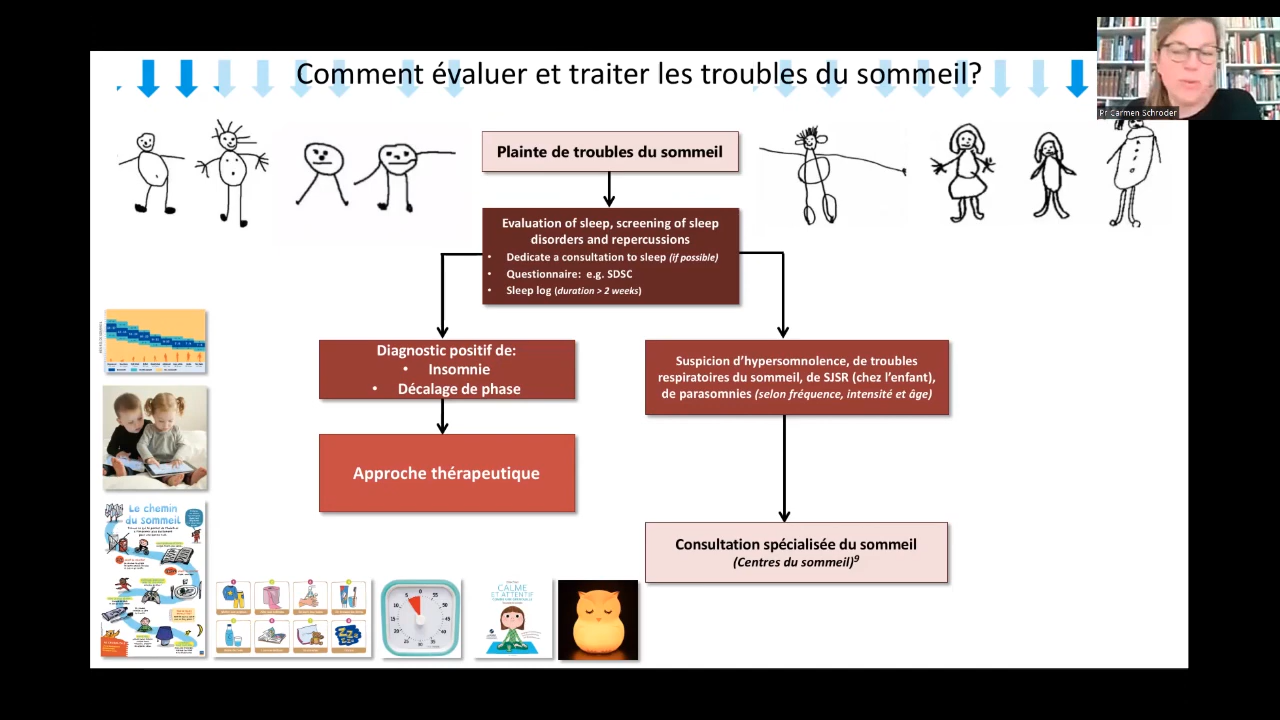 Comment évaluer et traiter les troubles du sommeil?
Pr Carmen Schroder
Plainte de troubles du sommeil
Evaluation of sleep, screening of sleep
disorders and repercussions
• Dedicate a consultation to sleep (if possible)
• Questionnaire: e.g. SDSC
• Sleep log (duration > 2 weeks)
Diagnostic positif de:
• Insomnie
• Décalage de phase
Suspicion d’hypersomnolence, de troubles
respiratoires du sommeil, de SJSR (chez l’enfant),
de parasomnies (selon fréquence, intensité et âge)
Approche thérapeutique
Consultation spécialisée du sommeil
(Centres du sommeil)9
Le chemin
du sommeil
CALME
ET ATTENTIF